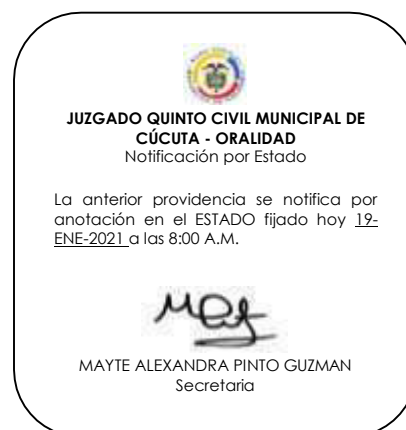 JUZGADO QUINTO CIVIL MUNICIPAL DE
CÚCUTA - ORALIDAD
Notificación por Estado
La anterior providencia se notifica por
anotación en el ESTADO fijado hoy 19-
ENE-2021 a las 8:00 A.M.
MAYTE ALEXANDRA PINTO GUZMAN
Secretaria